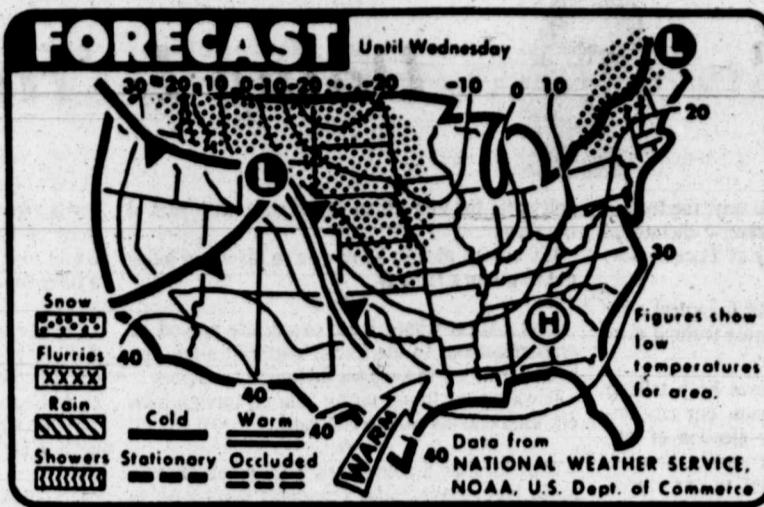 FORECAST Until Wednesday
30 20 10 0 -10 -20 -20 -10 0 10
L
20
L
30
H
Snow
Flurries
XXXX
Rain
Showers
Cold Warm
Stationary Occluded
40
40
40
40
WARM
Figures show
low
temperatures
for area.
Data from
NATIONAL WEATHER SERVICE,
NOAA, U.S. Dept. of Commerce